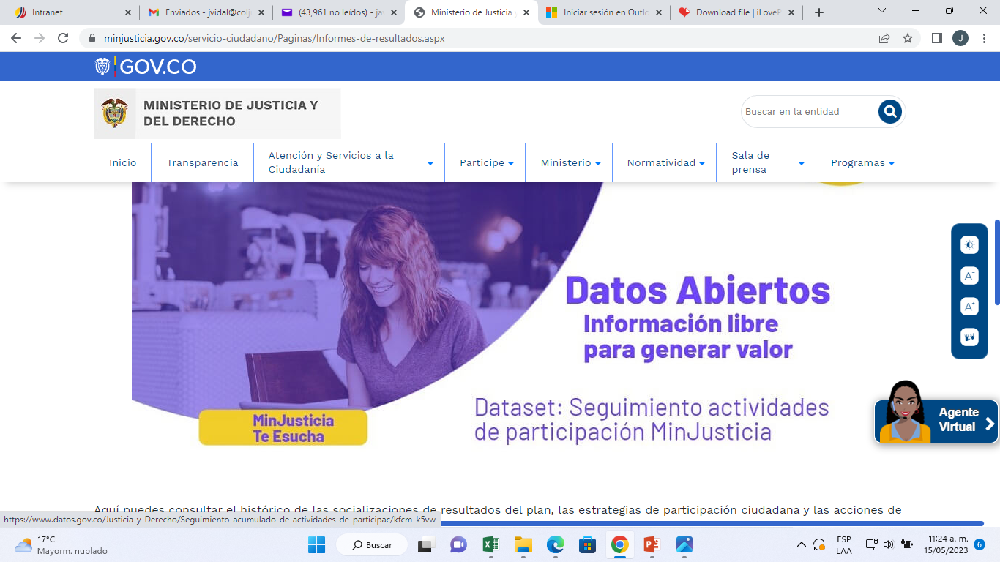 Intranet
Enviados - jvidal@colj
(43,961 no leídos) - ja
Ministerio de Justicia y
Iniciar sesión en Outlo
Download file | iLoveP
minjusticia.gov.co/servicio-ciudadano/Paginas/Informes-de-resultados.aspx
J
GOV.CO
MINISTERIO DE JUSTICIA Y
DEL DERECHO
Buscar en la entidad
Inicio
Transparencia
Atención y Servicios a la
Ciudadanía
Participe
Ministerio
Normatividad
Sala de
prensa
Programas
Datos Abiertos
Información libre
para generar valor
Dataset: Seguimiento actividades
de participación MinJusticia
MinJusticia
Te Esucha
A-
A+
Agente
Virtual
Aquí puedes consultar el histórico de las socializaciones de resultados del plan, las estrategias de participación ciudadana y las acciones de
https://www.datos.gov.co/Justicia-y-Derecho/Seguimiento-acumulado-de-actividades-de-participac/kfcm-k5vw
17°C
Mayorm. nublado
Buscar
ESP
LAA
11:24 a. m.
15/05/2023
6